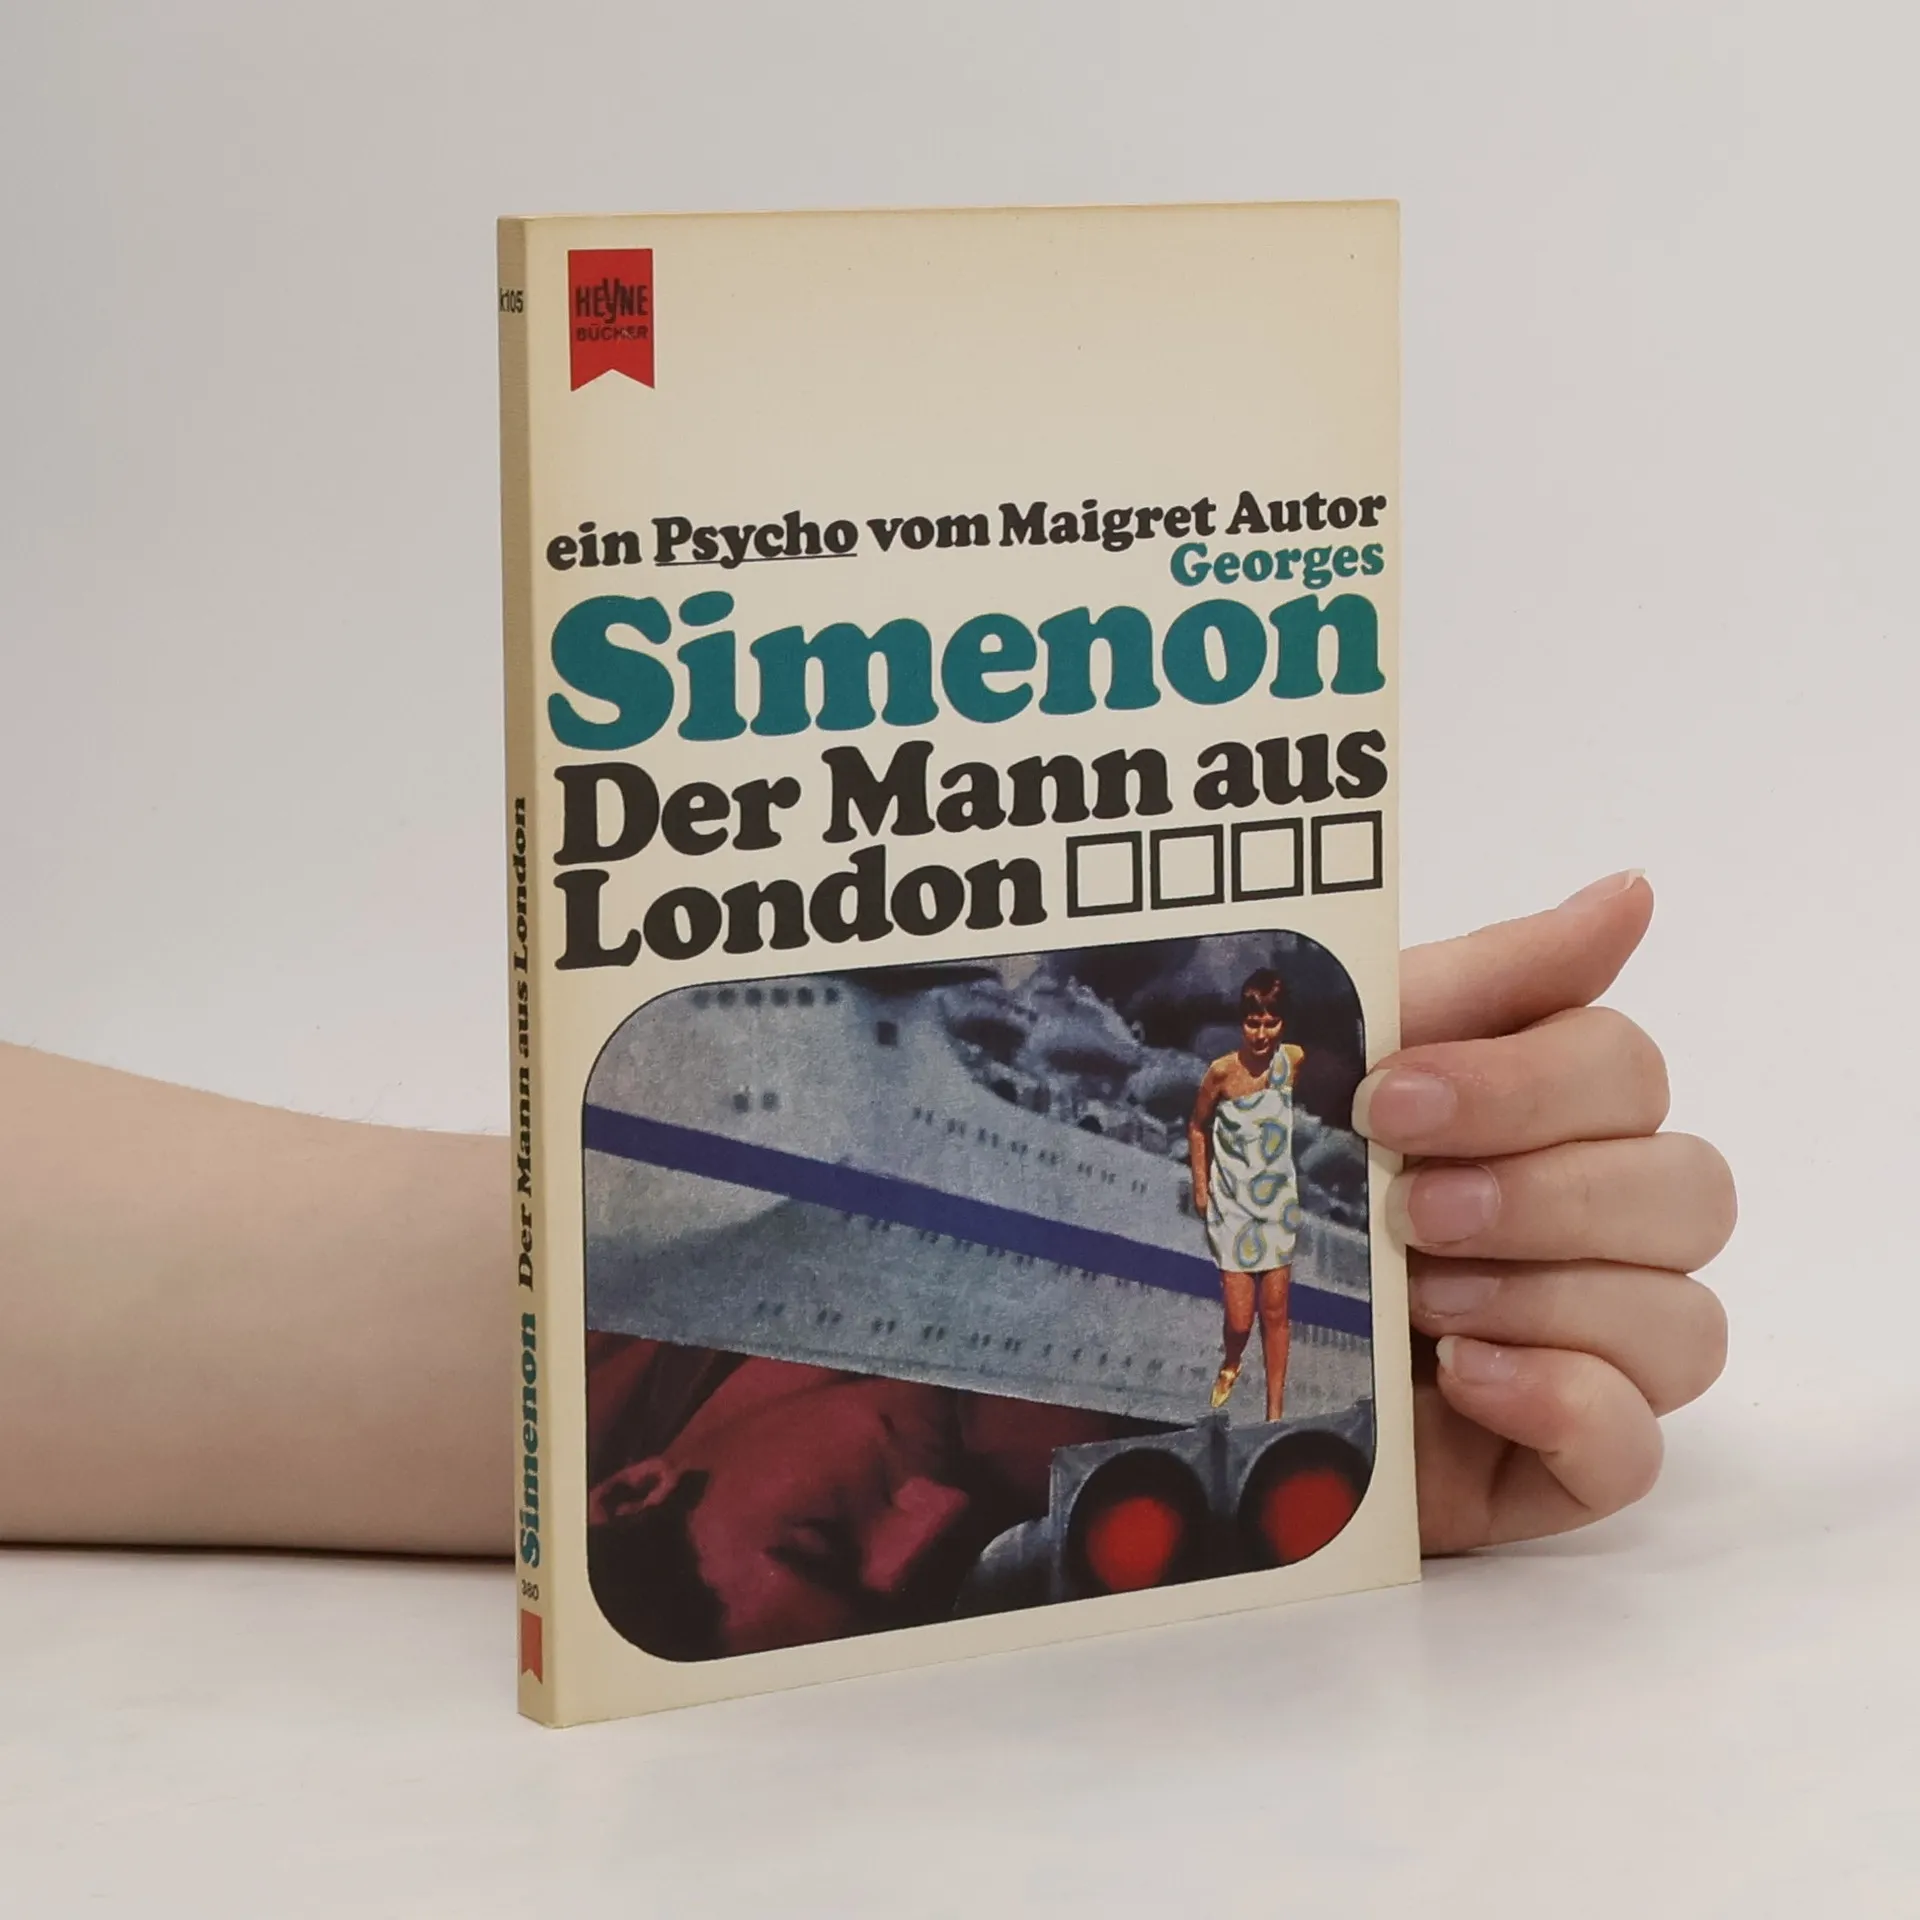 HEYNE
BÜCHER
ein Psycho vom Maigret Autor
Georges
Simenon
Der Mann aus
London
k105
Simenon Der Mann aus London
380